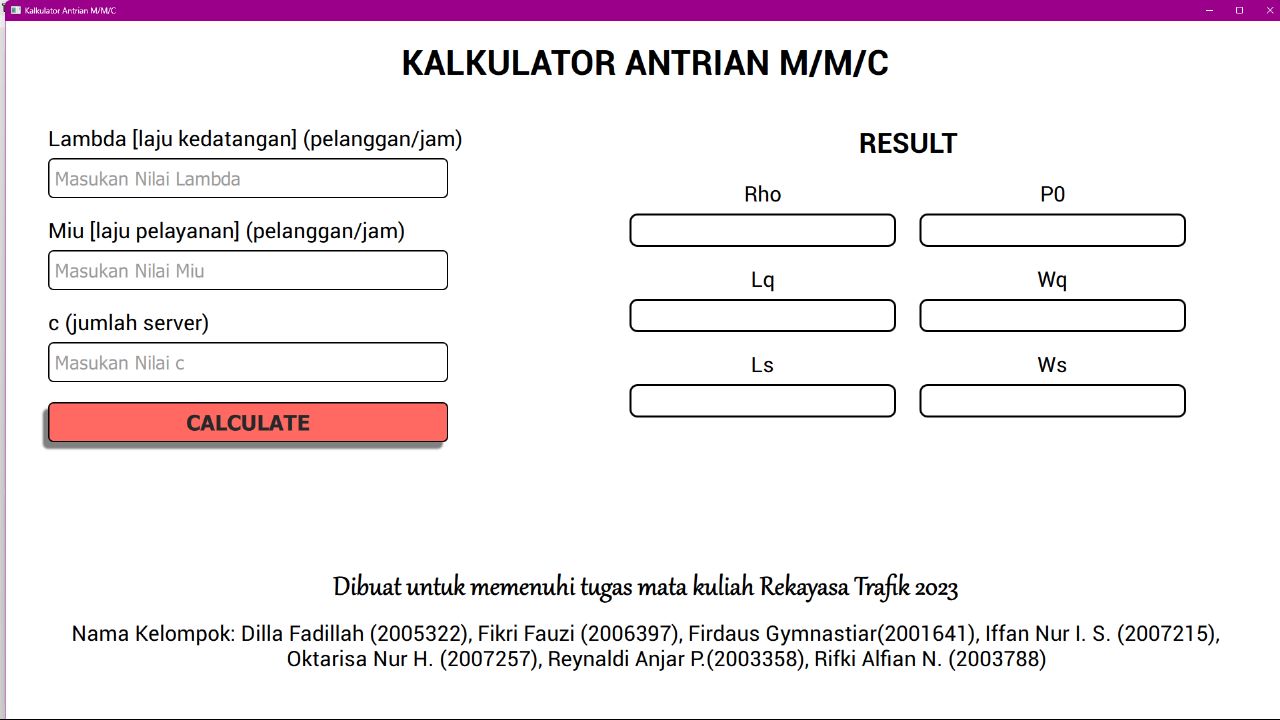 Kalkulator Antrian M/M/C
KALKULATOR ANTRIAN M/M/C
Lambda [laju kedatangan] (pelanggan/jam)
Masukan Nilai Lambda
Miu [laju pelayanan] (pelanggan/jam)
Masukan Nilai Miu
c (jumlah server)
Masukan Nilai c
CALCULATE
RESULT
Rho
P0
Lq
Wq
Ls
Ws
Dibuat untuk memenuhi tugas mata kuliah Rekayasa Trafik 2023
Nama Kelompok: Dilla Fadillah (2005322), Fikri Fauzi (2006397), Firdaus Gymnastiar(2001641), Iffan Nur I. S. (2007215),
Oktarisa Nur H. (2007257), Reynaldi Anjar P.(2003358), Rifki Alfian N. (2003788)